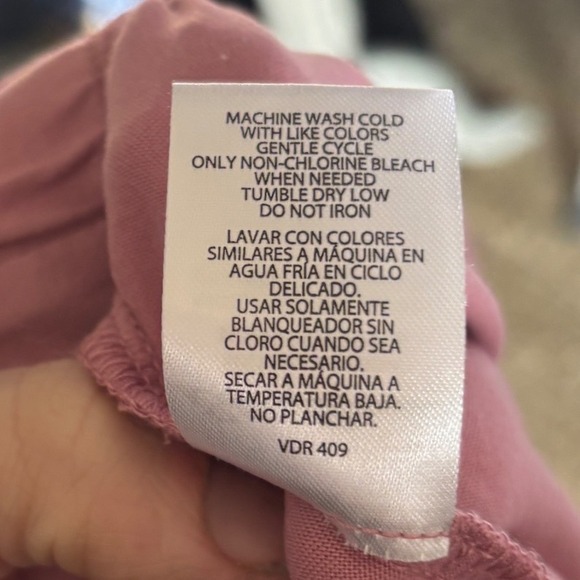 MACHINE WASH COLD
WITH LIKE COLORS
GENTLE CYCLE
ONLY NON-CHLORINE BLEACH
WHEN NEEDED
TUMBLE DRY LOW
DO NOT IRON
LAVAR CON COLORES
SIMILARES A MÁQUINA EN
AGUA FRÍA EN CICLO
DELICADO.
USAR SOLAMENTE
BLANQUEADOR SIN
CLORO CUANDO SEA
NECESARIO.
SECAR A MÁQUINA A
TEMPERATURA BAJA.
NO PLANCHAR.
VDR 409